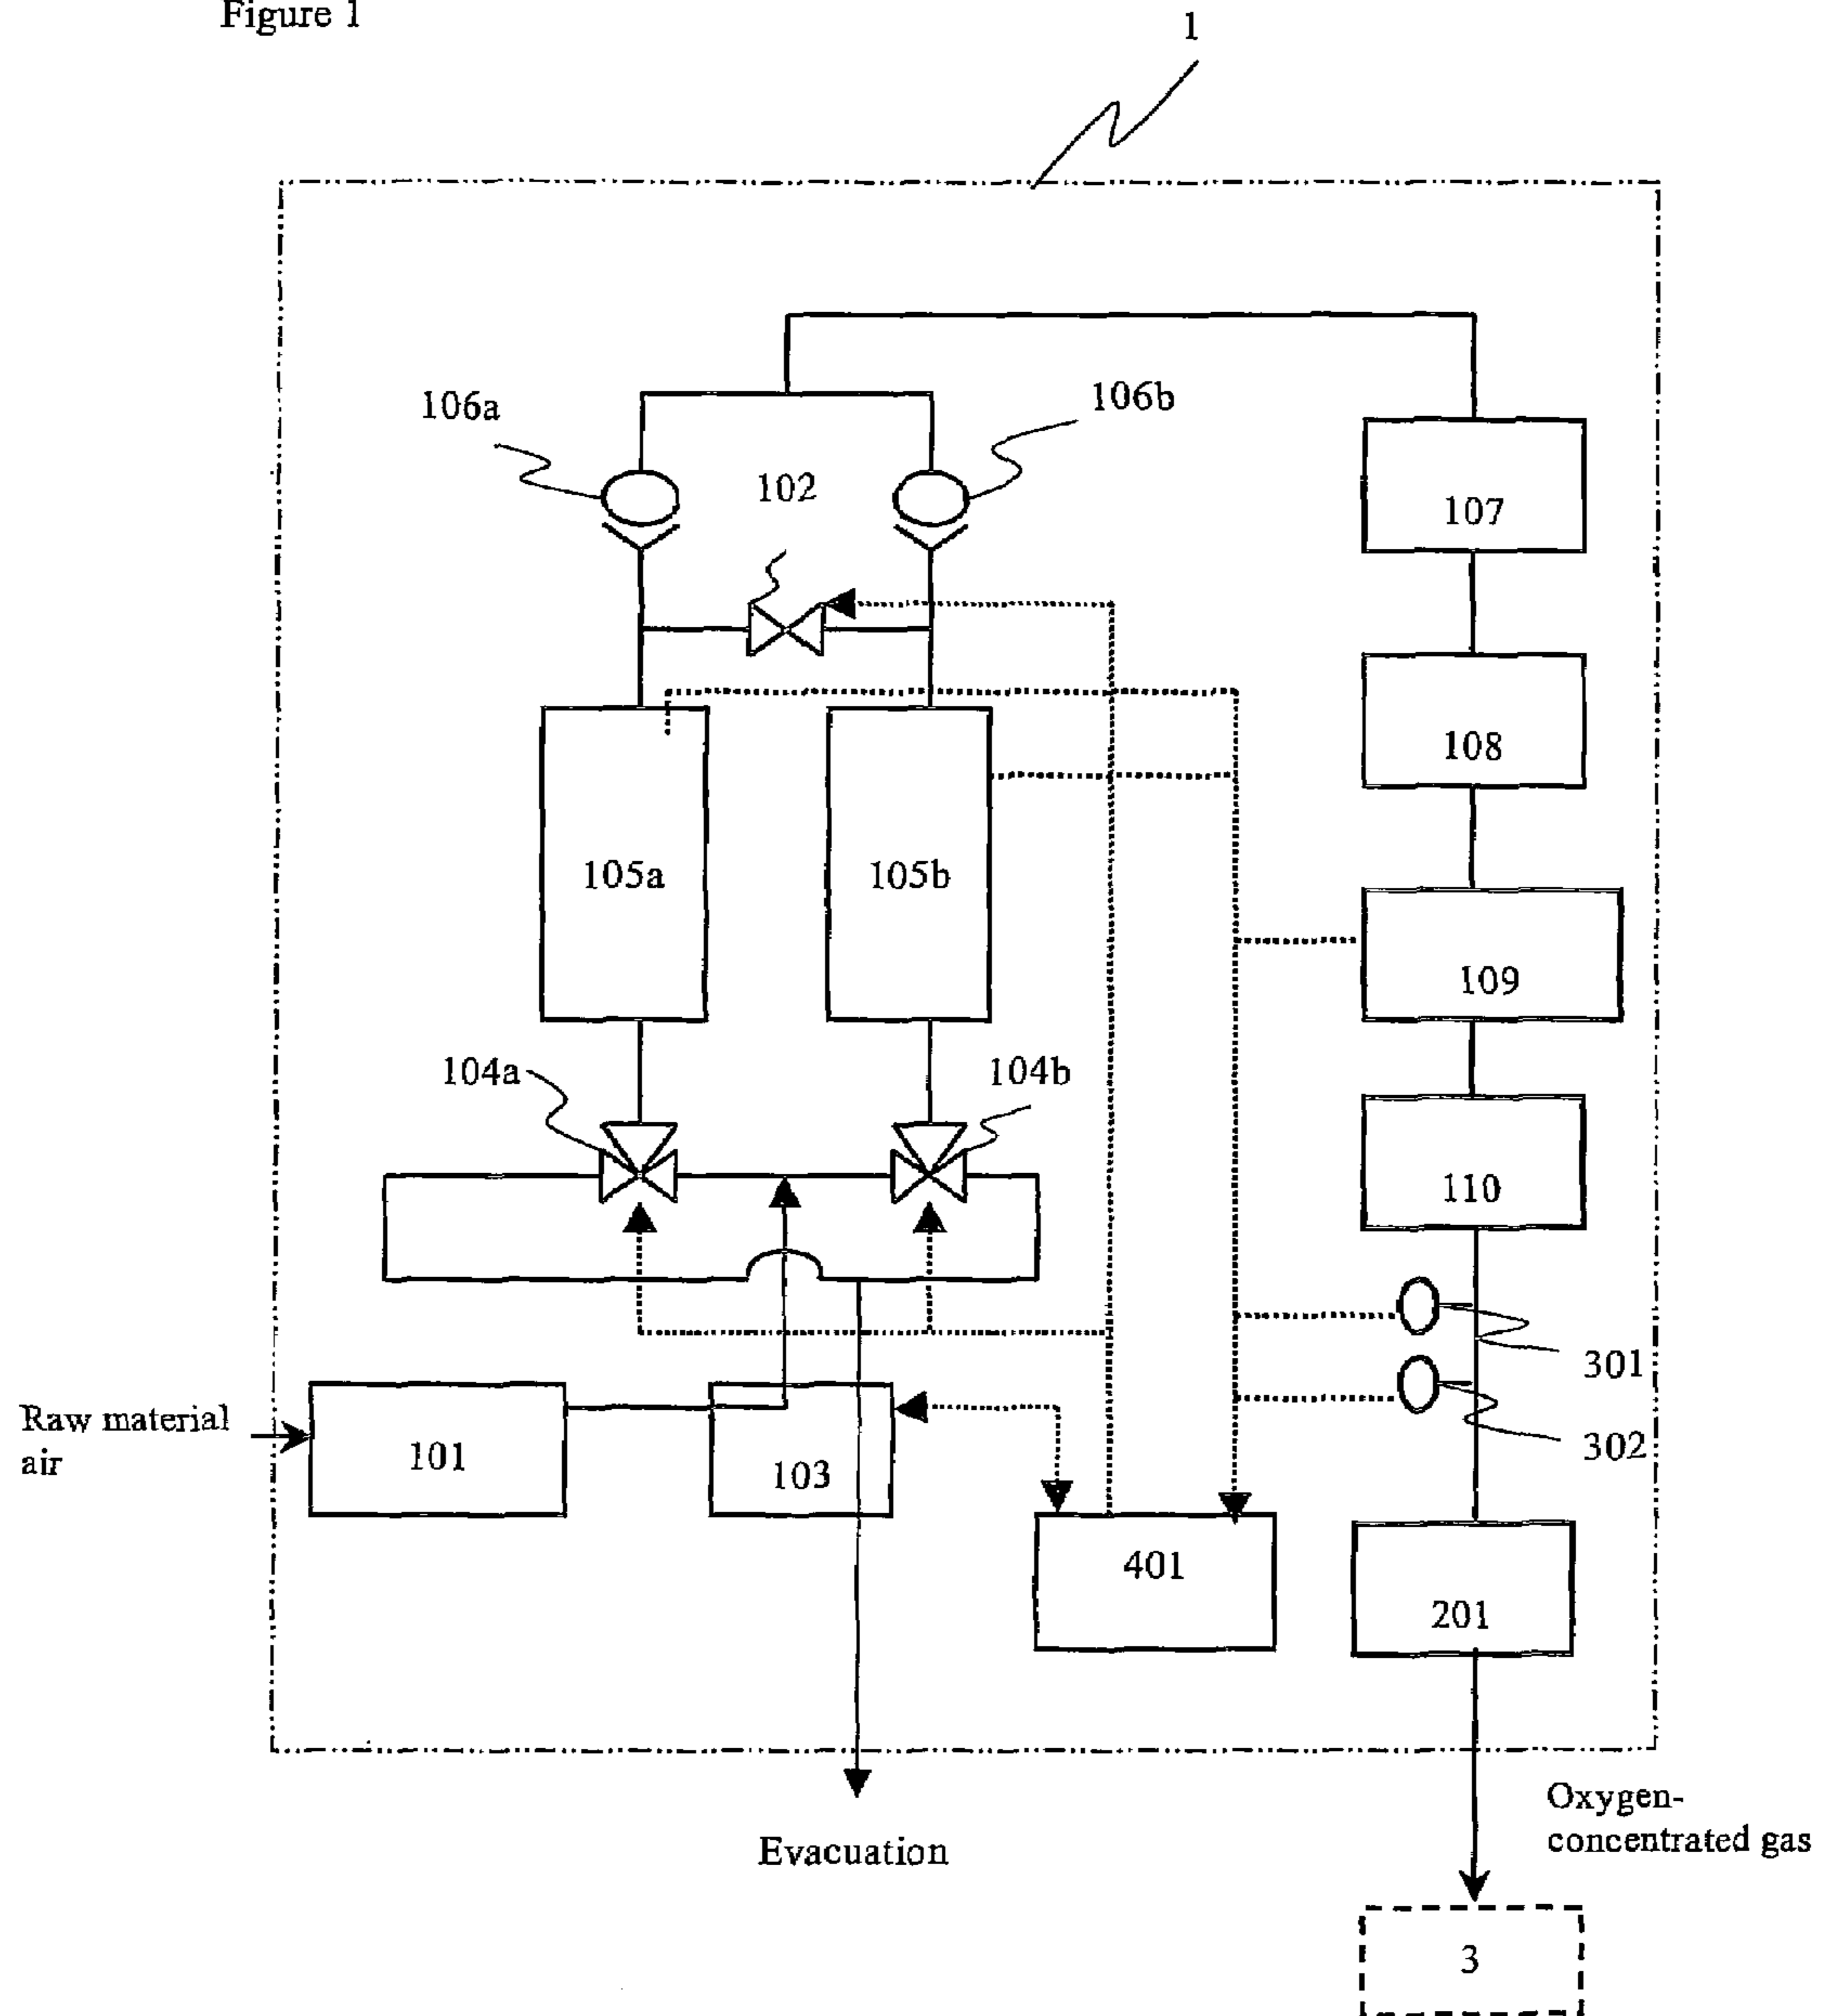 Figure 1
1
106a
106b
102
107
108
105a
105b
109
104a
104b
110
301
Raw material
air
101
103
302
401
201
Evacuation
Oxygen-
concentrated gas
3